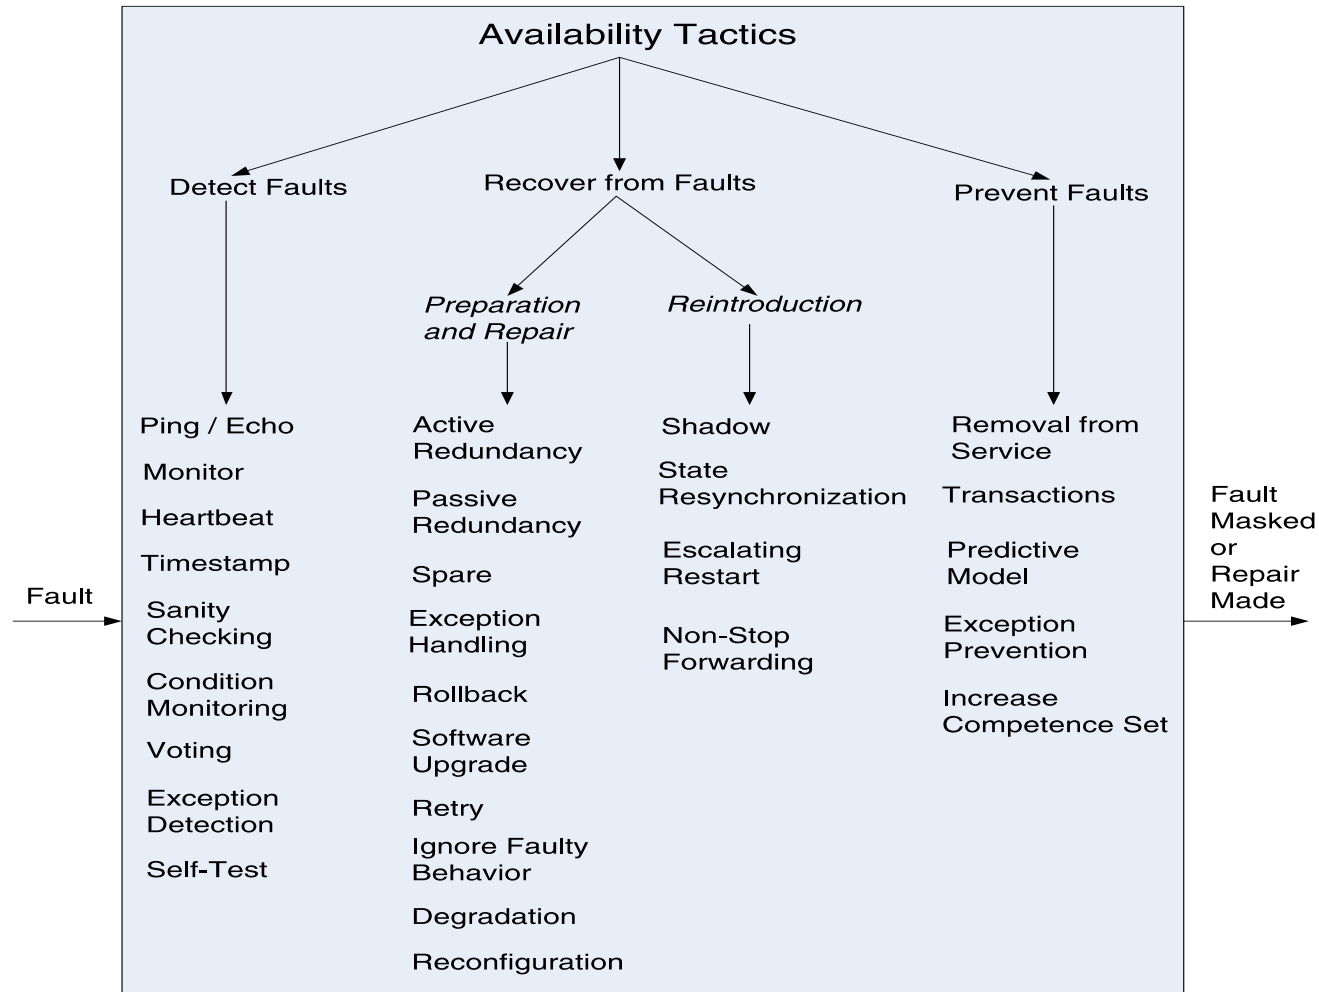 Availability Tactics
Detect Faults
Recover from Faults
Prevent Faults
Preparation
and Repair
Reintroduction
Fault
Ping / Echo
Monitor
Heartbeat
Timestamp
Sanity
Checking
Condition
Monitoring
Voting
Exception
Detection
Self-Test
Active
Redundancy
Passive
Redundancy
Spare
Exception
Handling
Rollback
Software
Upgrade
Retry
Ignore Faulty
Behavior
Degradation
Reconfiguration
Shadow
State
Resynchronization
Escalating
Restart
Non-Stop
Forwarding
Removal from
Service
Transactions
Predictive
Model
Exception
Prevention
Increase
Competence Set
Fault
Masked
or
Repair
Made